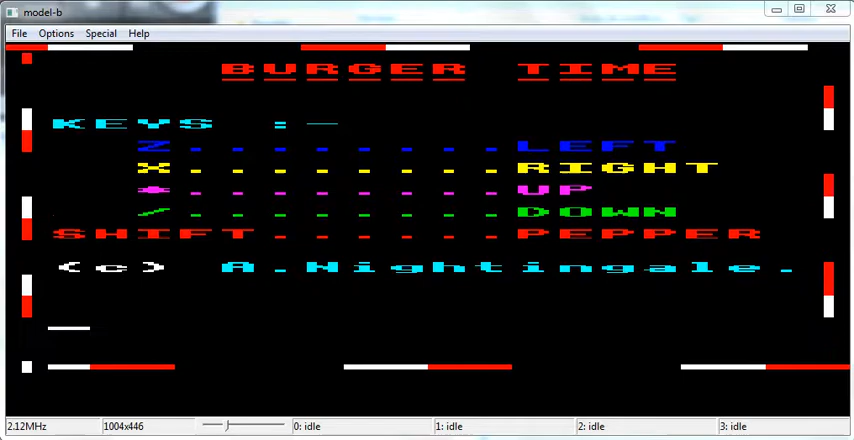 model-b
File Options Special Help
BURGER TIME
KEYS :-
Z.........LEFT
X.........RIGHT
*.........UP
/.........DOWN
SHIFT......PEPPER
(c) A.Nightingale.
2.12MHz 1004x446 0: idle 1: idle 2: idle 3: idle